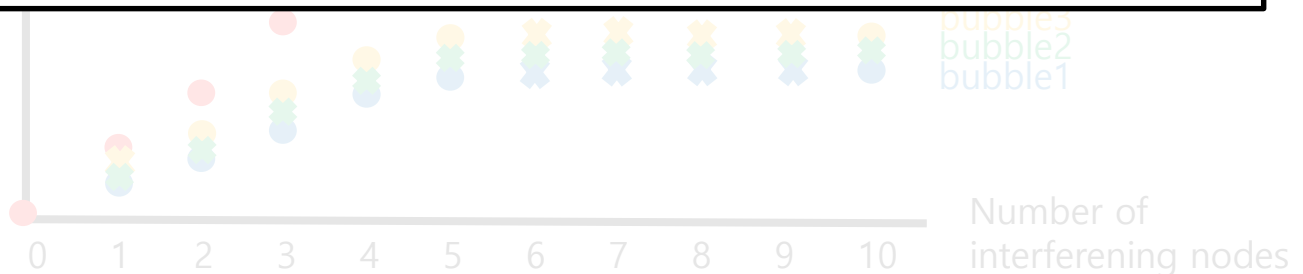 bubble3
bubble2
bubble1
Number of
interferening nodes
0 1 2 3 4 5 6 7 8 9 10